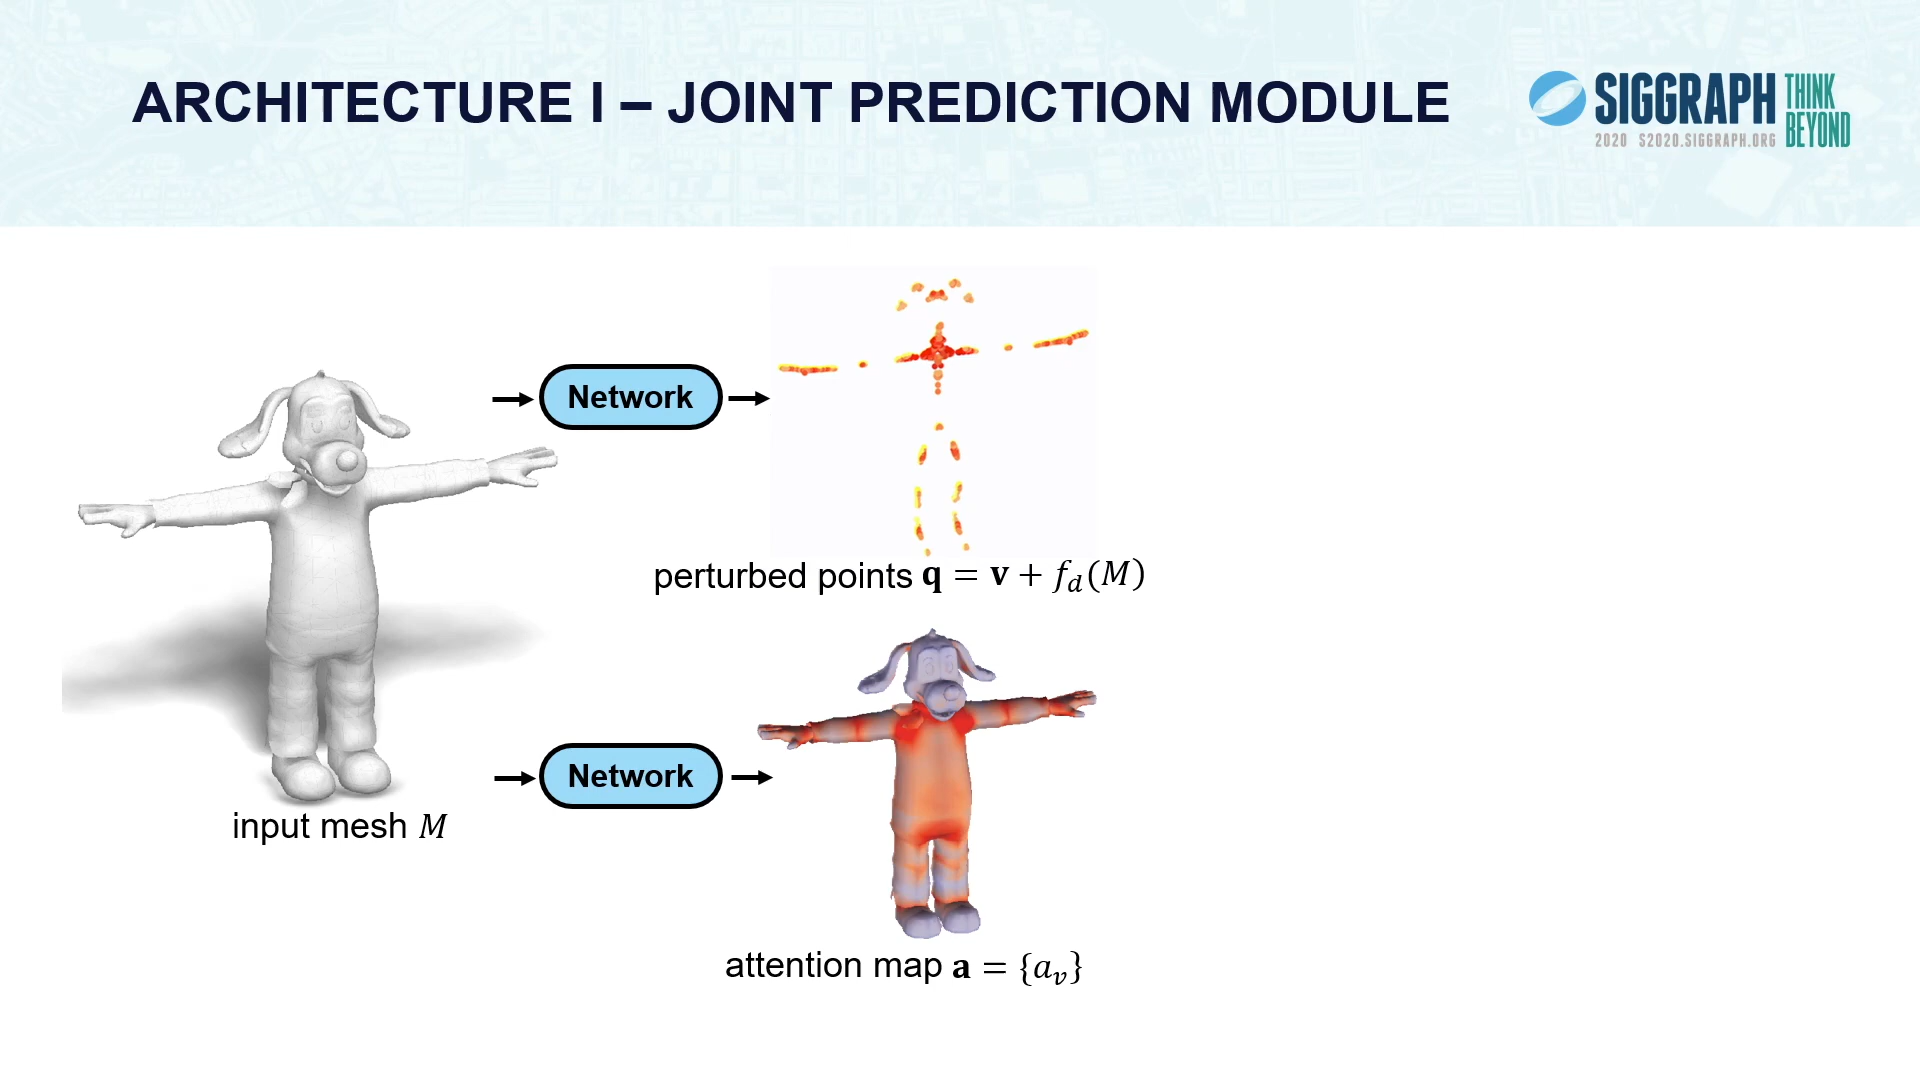 ARCHITECTURE I – JOINT PREDICTION MODULE
SIGGRAPH
THINK
BEYOND
2020 S2020.SIGGRAPH.ORG
Network
perturbed points q = v + f_d(M)
Network
input mesh M
attention map a = {a_v}